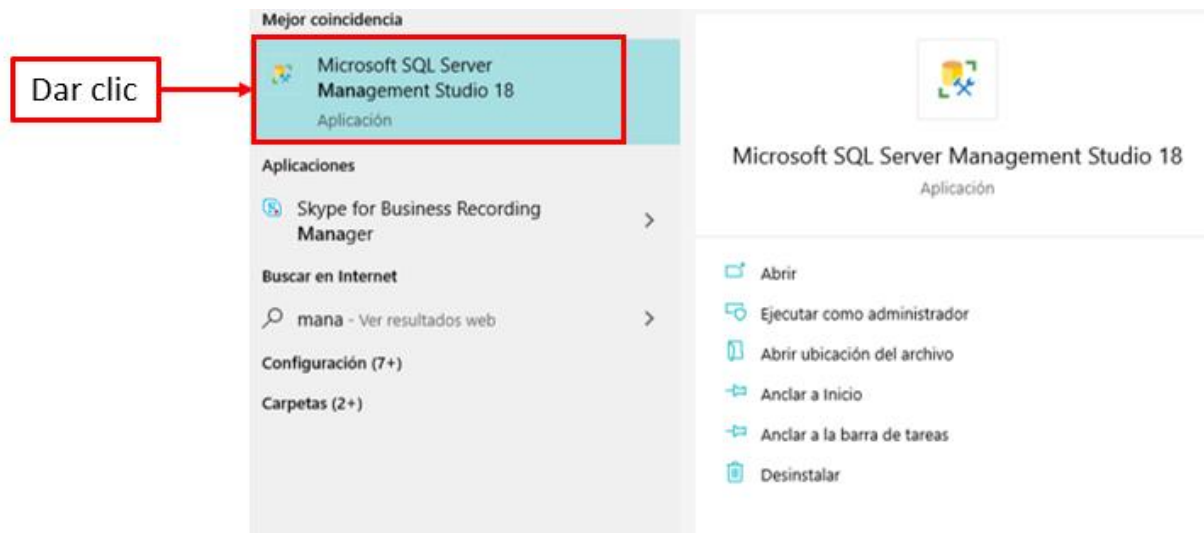 Mejor coincidencia
Dar clic
Microsoft SQL Server
Management Studio 18
Aplicación
Aplicaciones
Skype for Business Recording
Manager
Buscar en Internet
mana - Ver resultados web
Configuración (7+)
Carpetas (2+)
Microsoft SQL Server Management Studio 18
Aplicación
Abrir
Ejecutar como administrador
Abrir ubicación del archivo
Anclar a Inicio
Anclar a la barra de tareas
Desinstalar